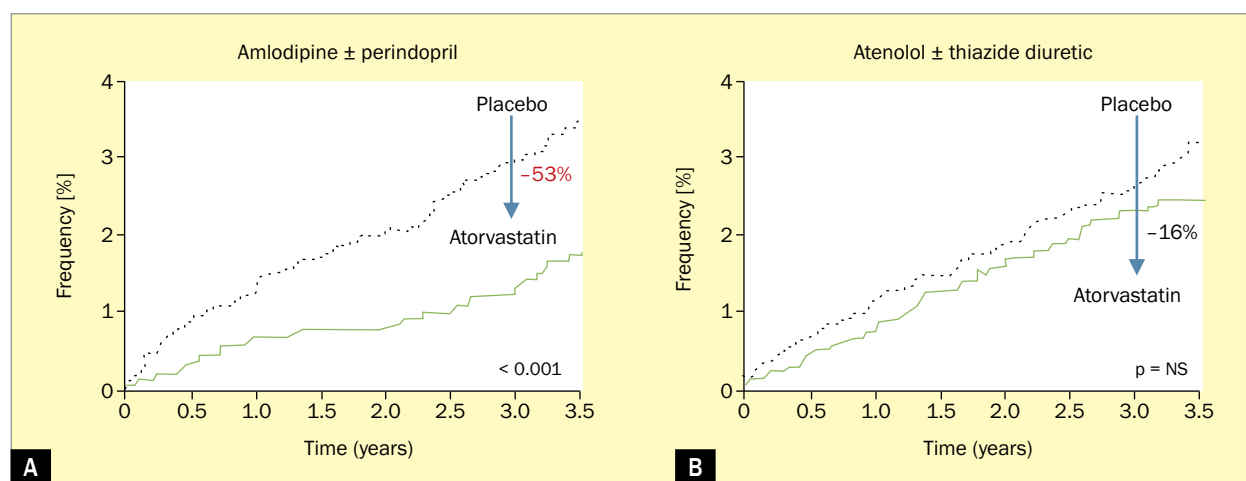 Amlodipine ± perindopril
4
3
2
1
0
Frequency [%]
Placebo
–53%
Atorvastatin
< 0.001
0 0.5 1.0 1.5 2.0 2.5 3.0 3.5
Time (years)
A
Atenolol ± thiazide diuretic
4
3
2
1
0
Frequency [%]
Placebo
–16%
Atorvastatin
p = NS
0 0.5 1.0 1.5 2.0 2.5 3.0 3.5
Time (years)
B